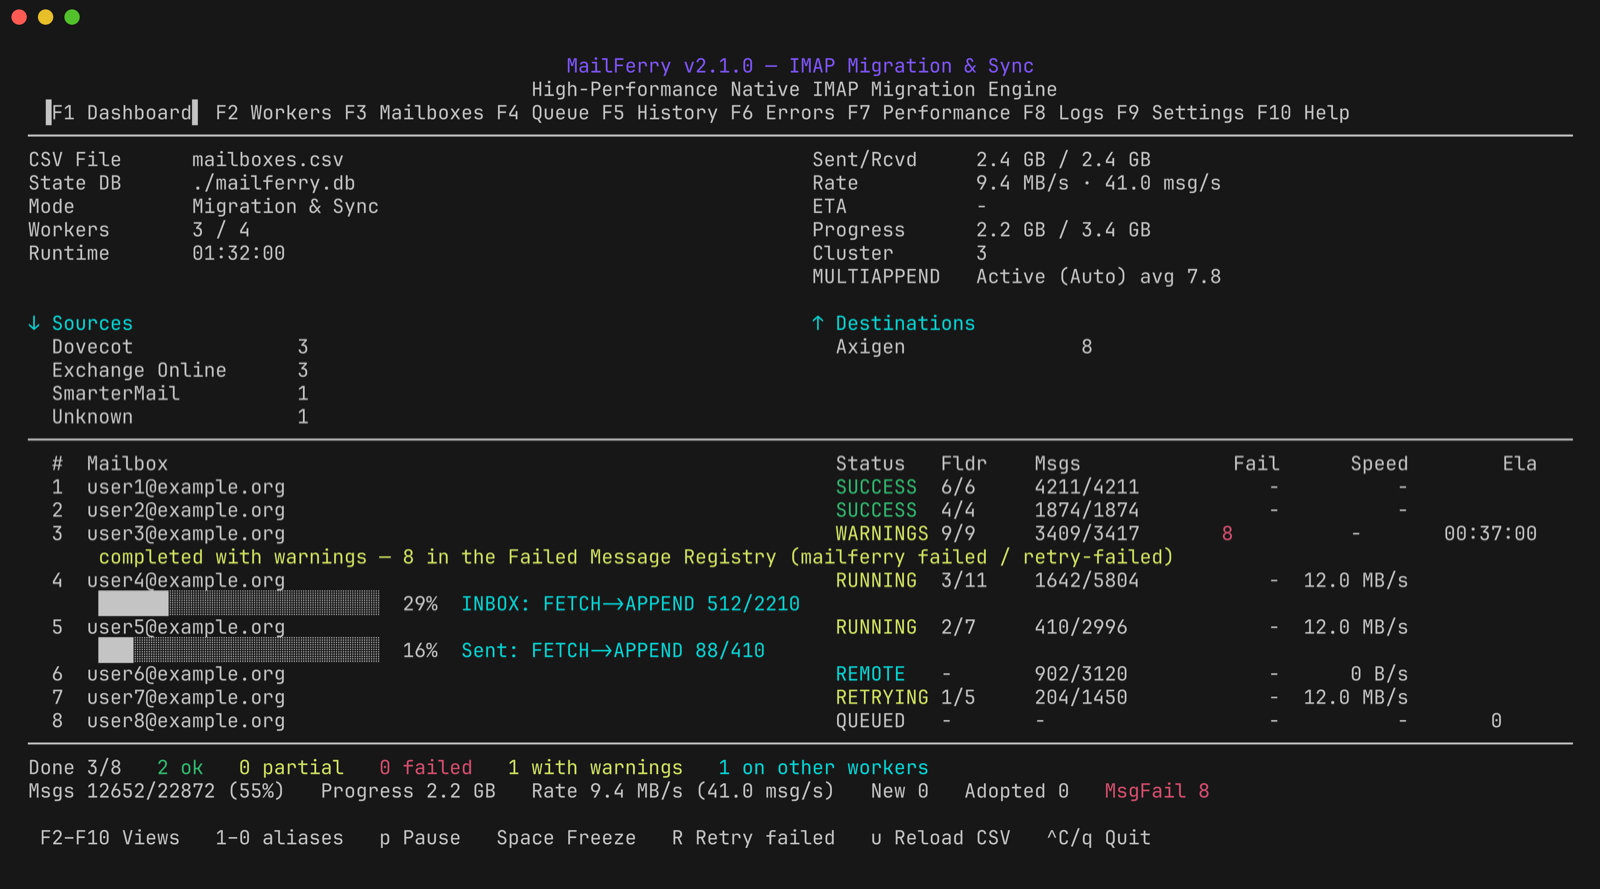 MailFerry v2.1.0 — IMAP Migration & Sync
High-Performance Native IMAP Migration Engine
F1 Dashboard F2 Workers F3 Mailboxes F4 Queue F5 History F6 Errors F7 Performance F8 Logs F9 Settings F10 Help
CSV File mailboxes.csv Sent/Rcvd 2.4 GB / 2.4 GB
State DB ./mailferry.db Rate 9.4 MB/s · 41.0 msg/s
Mode Migration & Sync ETA -
Workers 3 / 4 Progress 2.2 GB / 3.4 GB
Runtime 01:32:00 Cluster 3
MULTIAPPEND Active (Auto) avg 7.8
↓ Sources ↑ Destinations
Dovecot 3 Axigen 8
Exchange Online 3
SmarterMail 1
Unknown 1
# Mailbox Status Fldr Msgs Fail Speed Ela
1 user1@example.org SUCCESS 6/6 4211/4211 - -
2 user2@example.org SUCCESS 4/4 1874/1874 - -
3 user3@example.org WARNINGS 9/9 3409/3417 8 - 00:37:00
completed with warnings — 8 in the Failed Message Registry (mailferry failed / retry-failed)
4 user4@example.org RUNNING 3/11 1642/5804 - 12.0 MB/s
29% INBOX: FETCH→APPEND 512/2210
5 user5@example.org RUNNING 2/7 410/2996 - 12.0 MB/s
16% Sent: FETCH→APPEND 88/410
6 user6@example.org REMOTE - 902/3120 - 0 B/s
7 user7@example.org RETRYING 1/5 204/1450 - 12.0 MB/s
8 user8@example.org QUEUED - - - - 0
Done 3/8 2 ok 0 partial 0 failed 1 with warnings 1 on other workers
Msgs 12652/22872 (55%) Progress 2.2 GB Rate 9.4 MB/s (41.0 msg/s) New 0 Adopted 0 MsgFail 8
F2–F10 Views 1–0 aliases p Pause Space Freeze R Retry failed u Reload CSV ^C/q Quit